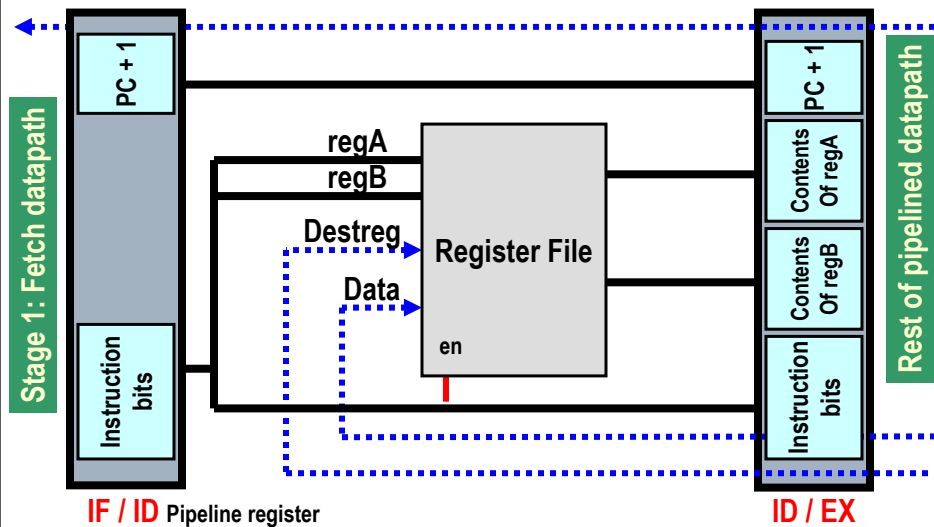 Stage 1: Fetch datapath
PC + 1
Instruction
bits
IF / ID Pipeline register
regA
regB
Destreg
Data
Register File
en
PC + 1
Contents
Of regA
Contents
Of regB
Instruction
bits
ID / EX
Rest of pipelined datapath